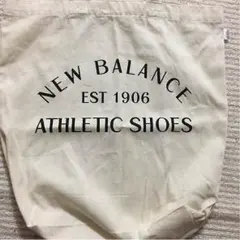 NEW BALANCE
EST 1906
ATHLETIC SHOES